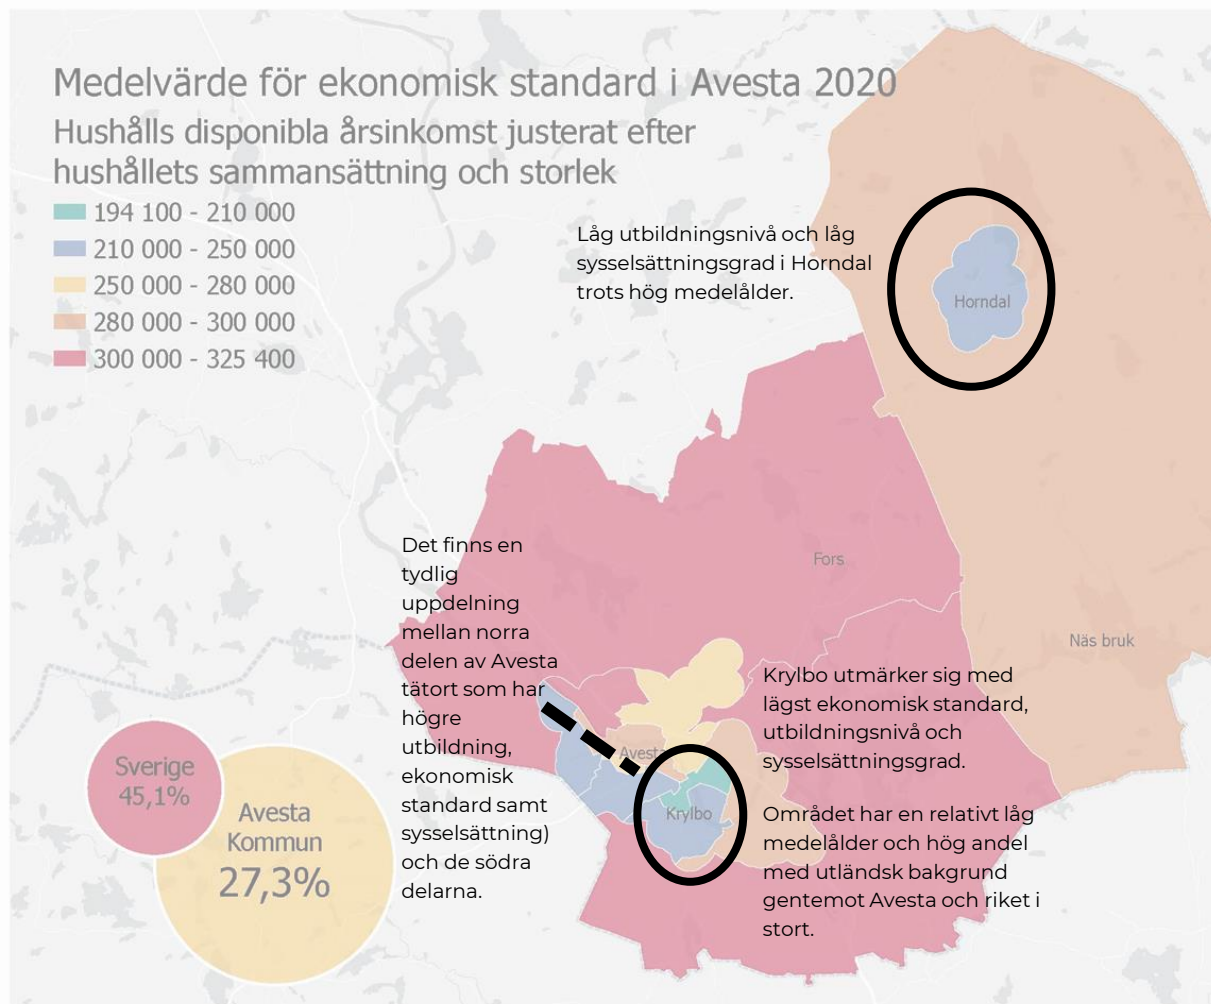 Medelvärde för ekonomisk standard i Avesta 2020
Hushålls disponibla årsinkomst justerat efter
hushållets sammansättning och storlek
194 100 - 210 000
210 000 - 250 000
250 000 - 280 000
280 000 - 300 000
300 000 - 325 400
Låg utbildningsnivå och låg
sysselsättningsgrad i Horndal
trots hög medelålder.
Horndal
Det finns en
tydlig
uppdelning
mellan norra
delen av Avesta
tätort som har
högre
utbildning,
ekonomisk
standard samt
sysselsättning)
och de södra
delarna.
Fors
Näs bruk
Avesta
Krylbo
Krylbo utmärker sig med
lägst ekonomisk standard,
utbildningsnivå och
sysselsättningsgrad.
Området har en relativt låg
medelålder och hög andel
med utländsk bakgrund
gentemot Avesta och riket i
stort.
Sverige
45,1%
Avesta
Kommun
27,3%